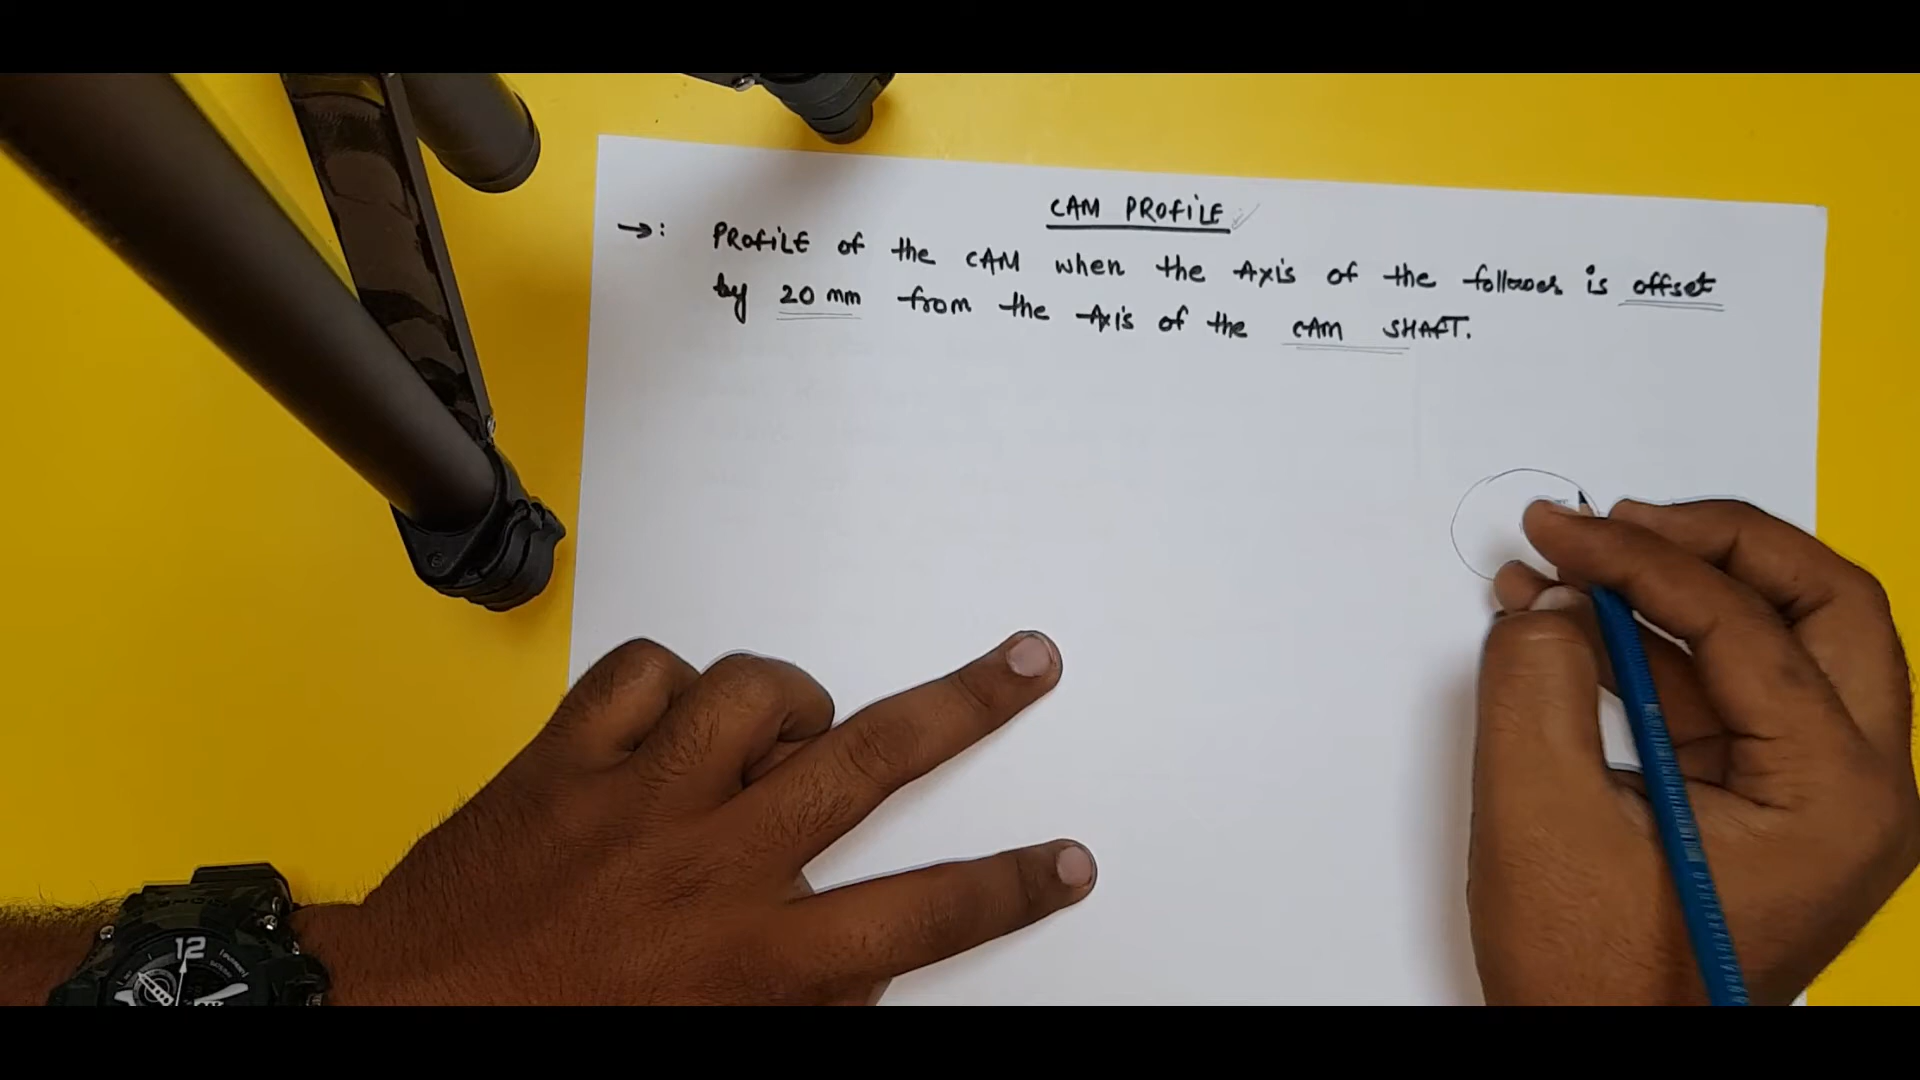 CAM PROFiLE
→: PROFiLE of the CAM when the Axis of the follower is offset
by 20 mm from the Axis of the CAM SHAFT.
12